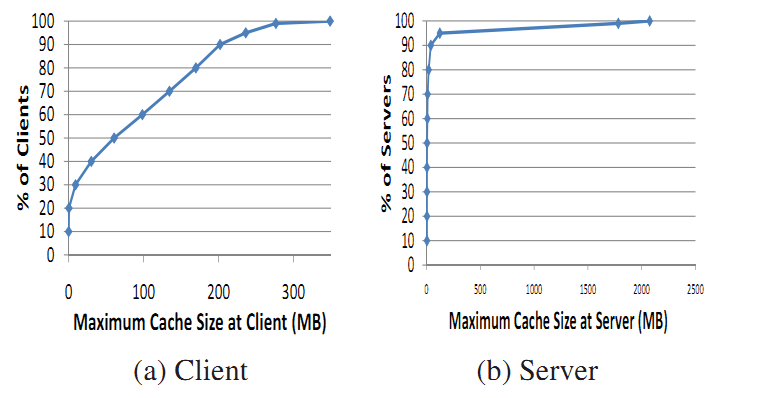 100
90
80
70
60
50
40
30
20
10
0
% of Clients
0 100 200 300
Maximum Cache Size at Client (MB)
(a) Client
100
90
80
70
60
50
40
30
20
10
0
% of Servers
0 500 1000 1500 2000 2500
Maximum Cache Size at Server (MB)
(b) Server